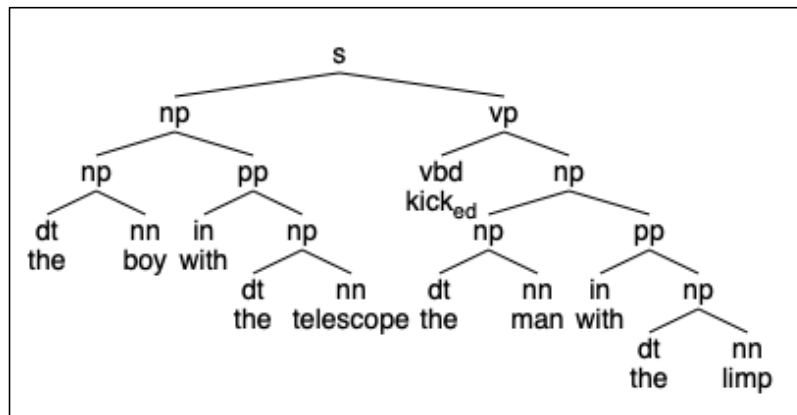 s
np vp
np pp vbd np
kicked
dt nn in np np pp
the boy with
dt nn dt nn in np
the telescope the man with
dt nn
the limp